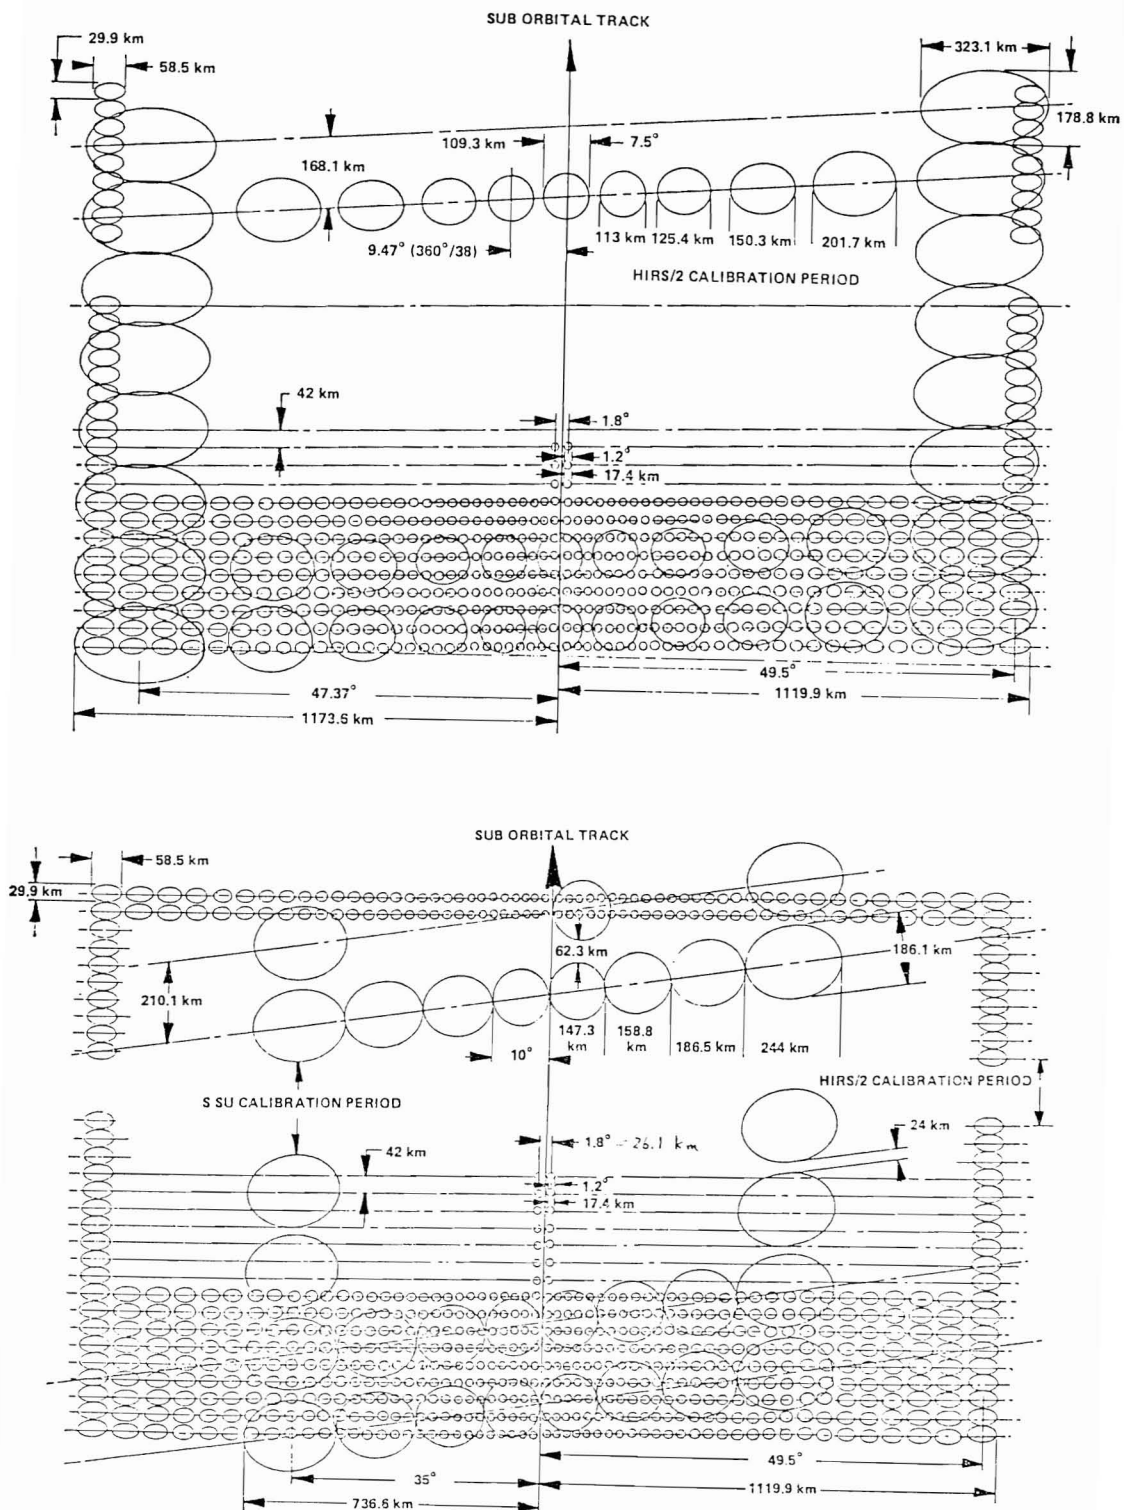 SUB ORBITAL TRACK
29.9 km
58.5 km
323.1 km
178.8 km
109.3 km
7.5°
168.1 km
113 km
125.4 km
150.3 km
201.7 km
9.47° (360°/38)
HIRS/2 CALIBRATION PERIOD
42 km
1.8°
1.2°
17.4 km
49.5°
47.37°
1119.9 km
1173.6 km
SUB ORBITAL TRACK
58.5 km
29.9 km
62.3 km
186.1 km
210.1 km
147.3 km
158.8 km
186.5 km
244 km
10°
HIRS/2 CALIBRATION PERIOD
S SU CALIBRATION PERIOD
24 km
1.8° = 26.1 km
42 km
1.2°
17.4 km
49.5°
35°
1119.9 km
736.6 km